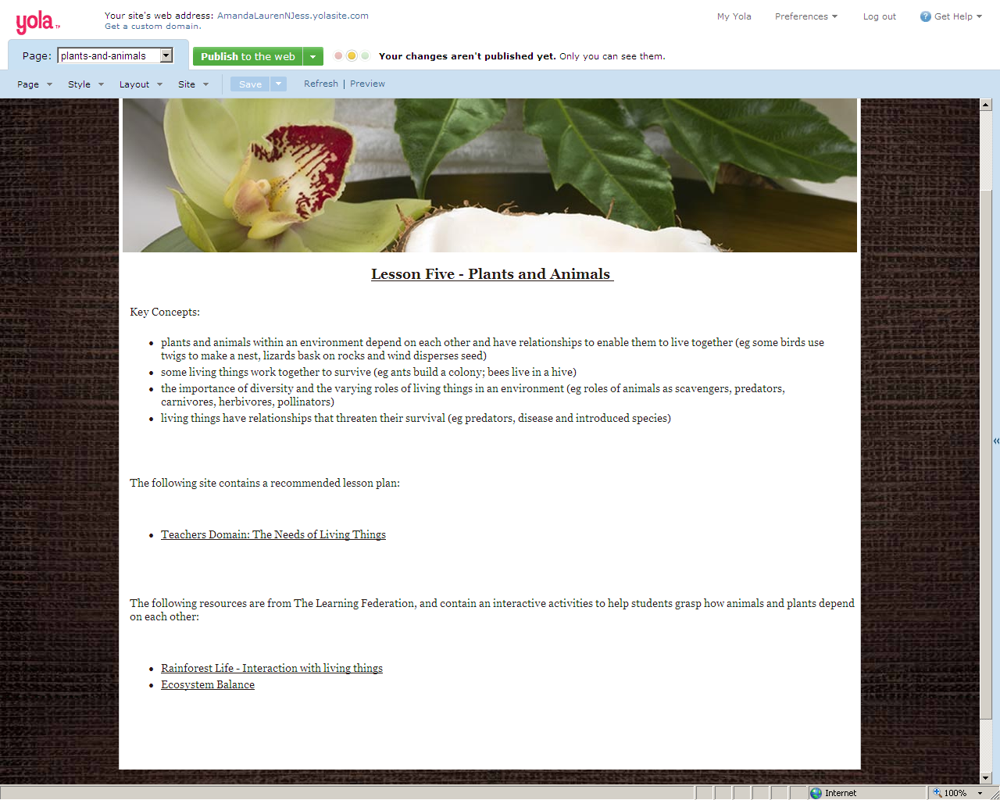 yola TM
Your site's web address: AmandaLaurenNJess.yolasite.com
Get a custom domain.
My Yola Preferences Log out ? Get Help
Page: plants-and-animals Publish to the web Your changes aren't published yet. Only you can see them.
Page Style Layout Site Save Refresh | Preview
Lesson Five - Plants and Animals
Key Concepts:
• plants and animals within an environment depend on each other and have relationships to enable them to live together (eg some birds use
twigs to make a nest, lizards bask on rocks and wind disperses seed)
• some living things work together to survive (eg ants build a colony; bees live in a hive)
• the importance of diversity and the varying roles of living things in an environment (eg roles of animals as scavengers, predators,
carnivores, herbivores, pollinators)
• living things have relationships that threaten their survival (eg predators, disease and introduced species)
The following site contains a recommended lesson plan:
• Teachers Domain: The Needs of Living Things
The following resources are from The Learning Federation, and contain an interactive activities to help students grasp how animals and plants depend
on each other:
• Rainforest Life - Interaction with living things
• Ecosystem Balance
Internet 100%